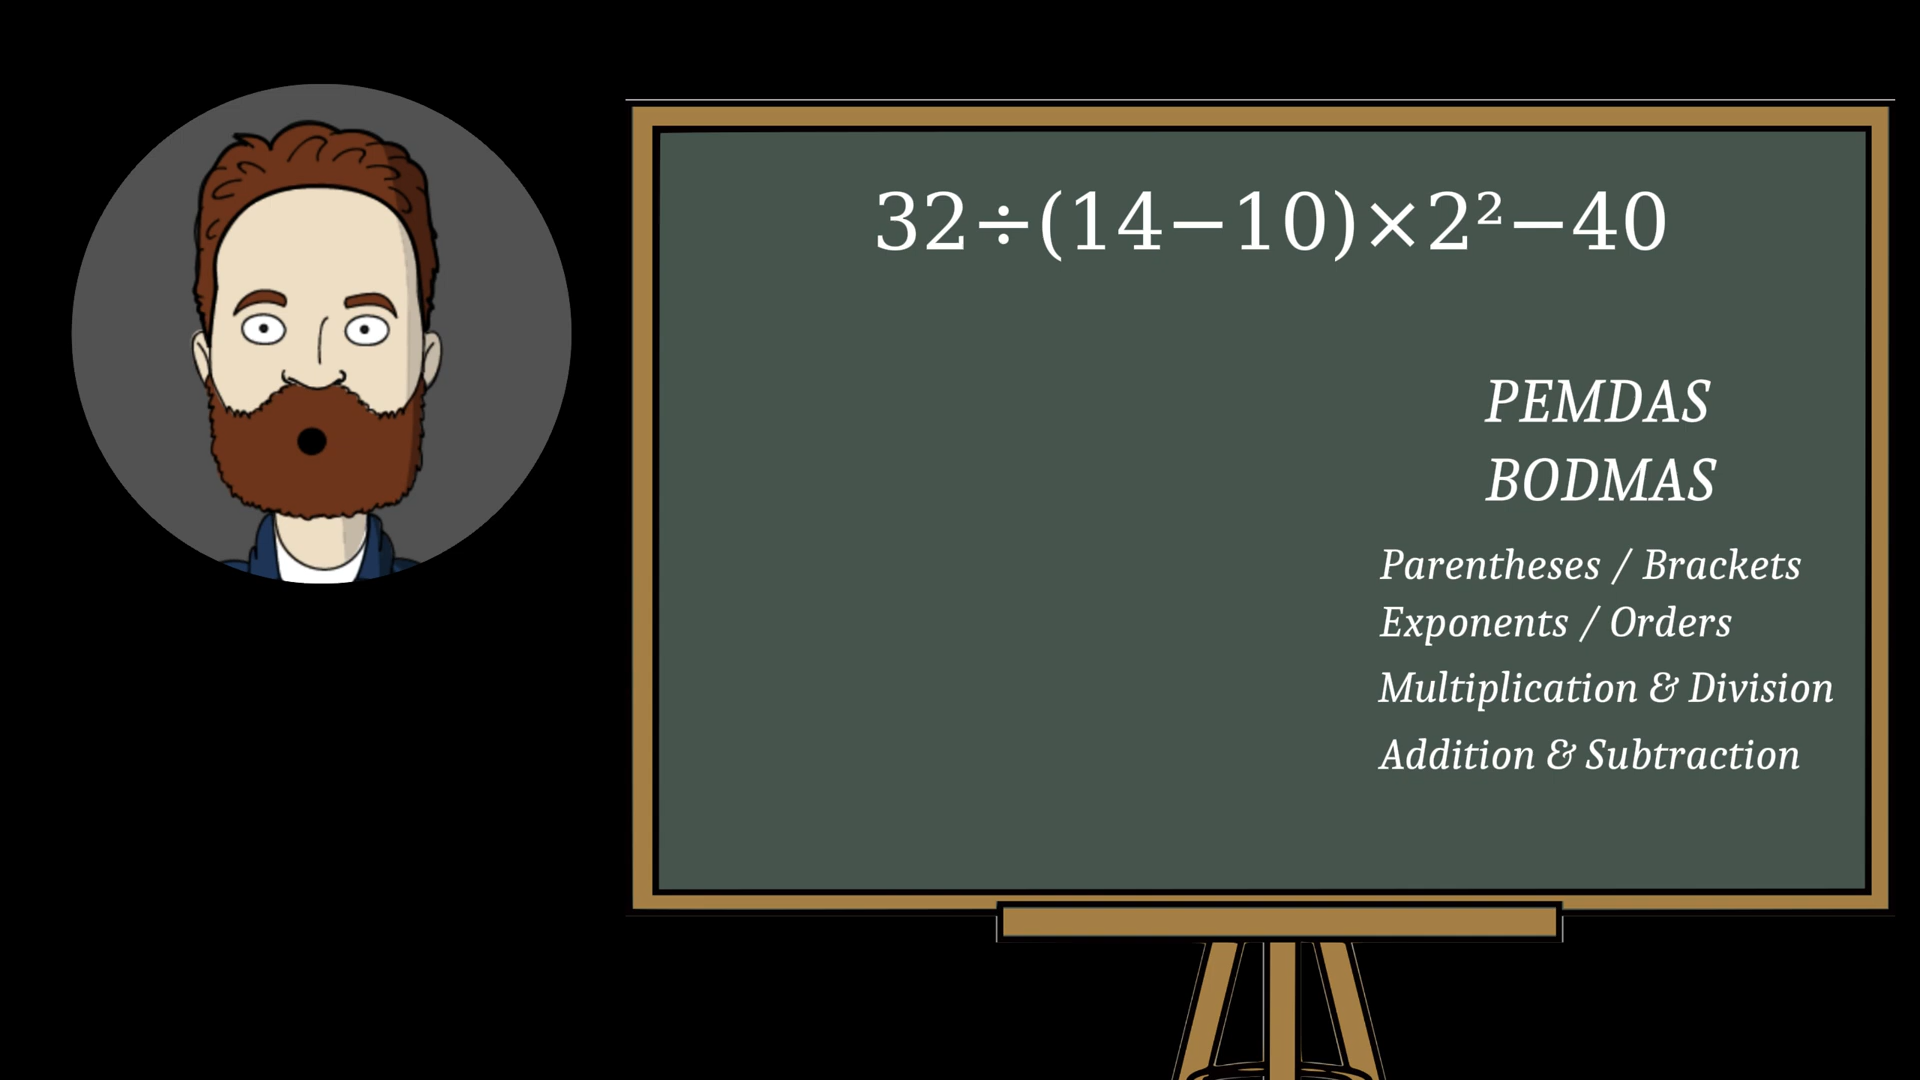 32÷(14−10)×2²−40
PEMDAS
BODMAS
Parentheses / Brackets
Exponents / Orders
Multiplication & Division
Addition & Subtraction